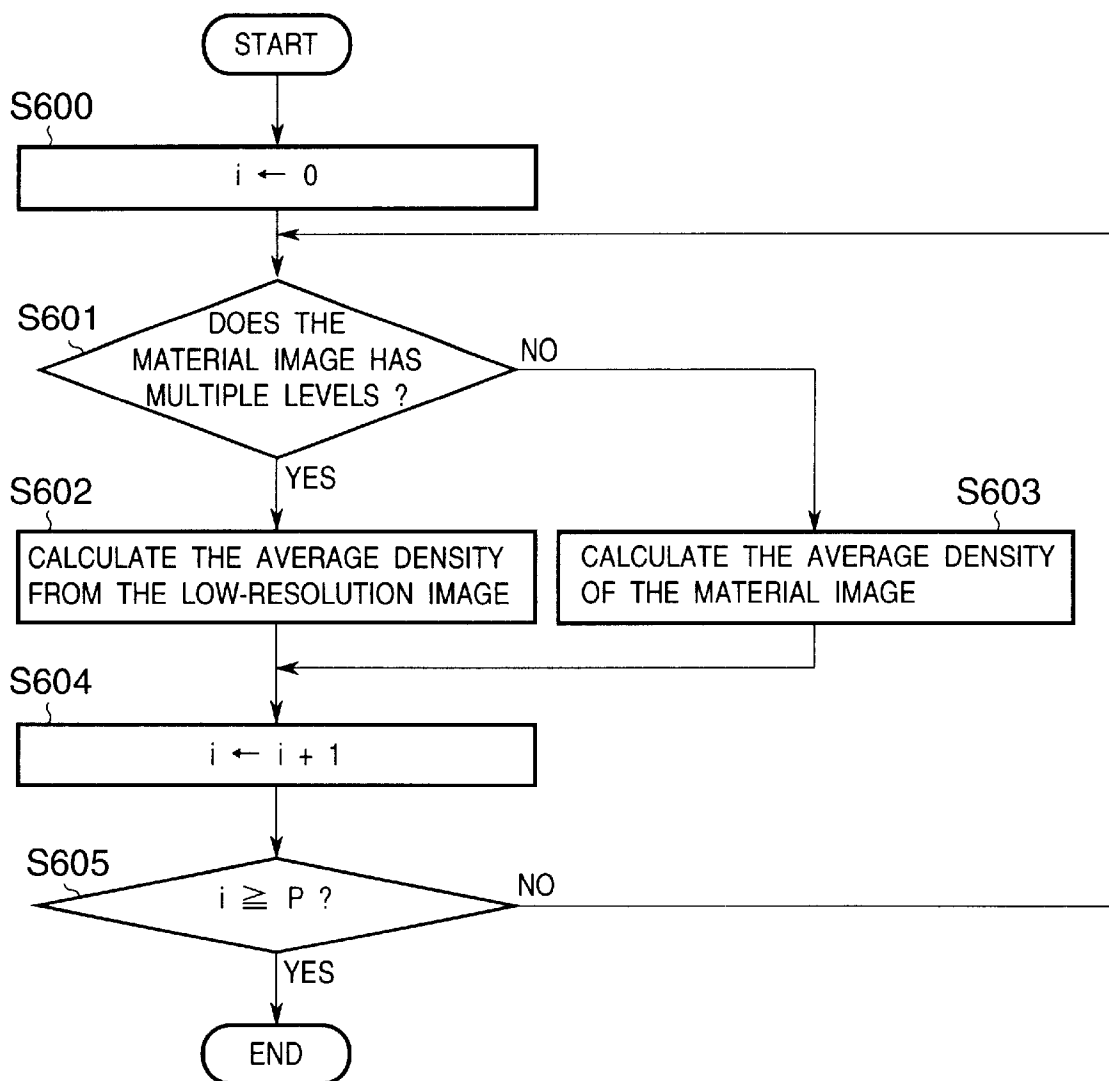 START
S600
i ← 0
S601
DOES THE
MATERIAL IMAGE HAS
MULTIPLE LEVELS ?
NO
YES
S602
CALCULATE THE AVERAGE DENSITY
FROM THE LOW-RESOLUTION IMAGE
S603
CALCULATE THE AVERAGE DENSITY
OF THE MATERIAL IMAGE
S604
i ← i + 1
S605
i ≧ P ?
NO
YES
END